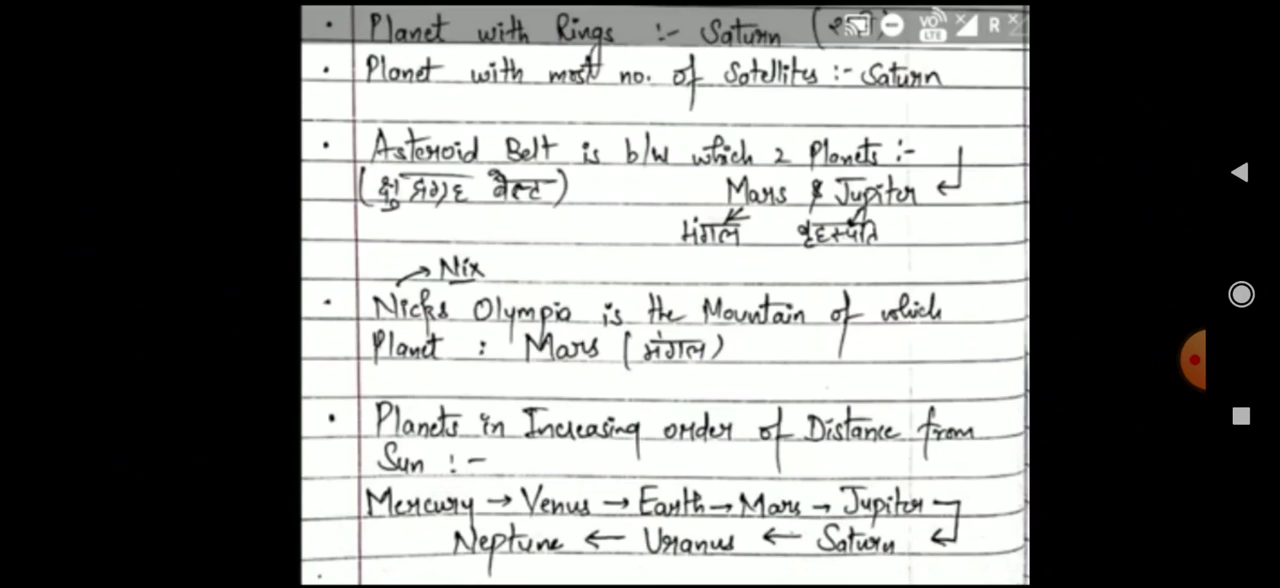 • Planet with Rings :- Saturn (
VO LTE R
• Planet with most no. of Satellites :- Saturn
• Asteroid Belt is b/w which 2 Planets :-
(क्षुद्रग्रह बेल्ट) Mars & Jupiter
मंगल बृहस्पति
→ Nix
• Nicks Olympia is the Mountain of which
Planet : Mars (मंगल)
• Planets in Increasing order of Distance from
Sun :-
Mercury → Venus → Earth → Mars → Jupiter
Neptune ← Uranus ← Saturn